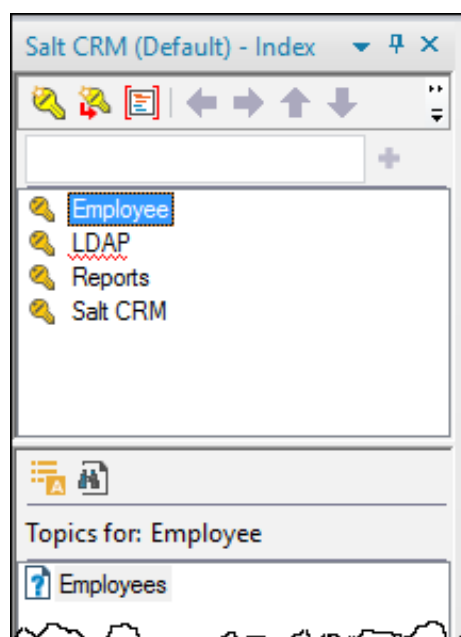 Salt CRM (Default) - Index
Employee
LDAP
Reports
Salt CRM
Topics for: Employee
Employees